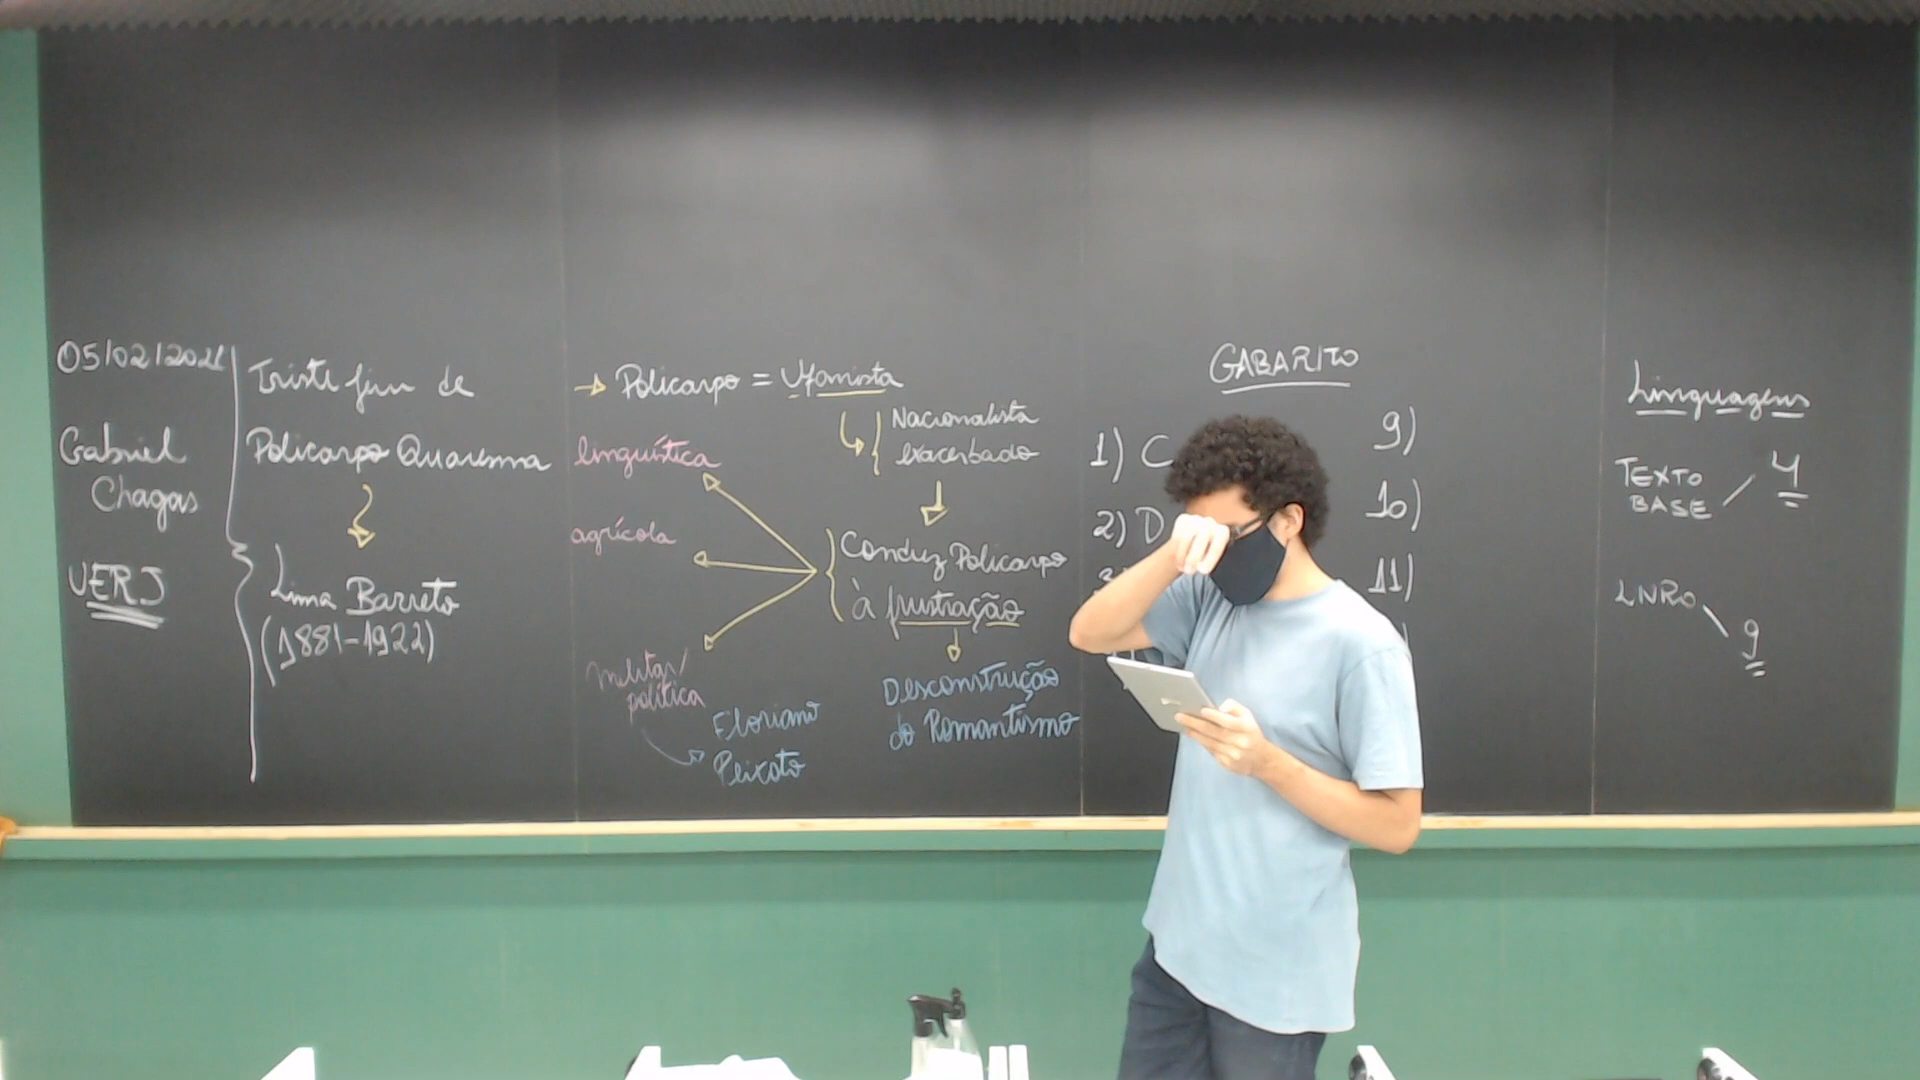 05/02/2021
Gabriel
Chagas
UERJ
Triste fim de
Policarpo Quaresma
Lima Barreto
(1881-1922)
→ Policarpo = Ufanista
Nacionalista
exacerbado
Conduz Policarpo
à frustração
Desconstrução
do Romantismo
linguística
agrícola
militar/
política
Floriano
Peixoto
GABARITO
1) C
2) D
9)
10)
11)
Linguagens
TEXTO
BASE
4
LIVRO
9